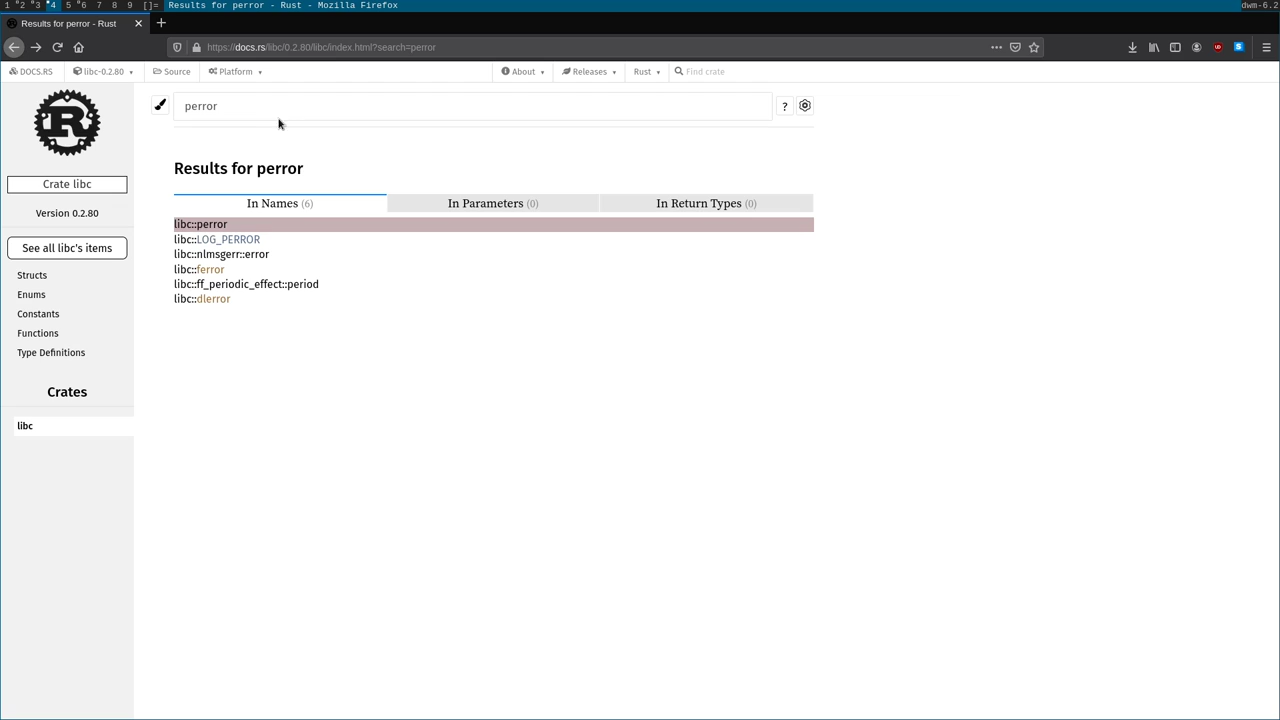 1 2 3 4 5 6 7 8 9 []= Results for perror - Rust - Mozilla Firefox dwm-6.2
Results for perror - Rust
https://docs.rs/libc/0.2.80/libc/index.html?search=perror
DOCS.RS libc-0.2.80 Source Platform About Releases Rust Find crate
perror ?
Results for perror
Crate libc
In Names (6) In Parameters (0) In Return Types (0)
Version 0.2.80
libc::perror
libc::LOG_PERROR
See all libc's items
libc::nlmsgerr::error
libc::ferror
Structs
libc::ff_periodic_effect::period
Enums
libc::dlerror
Constants
Functions
Type Definitions
Crates
libc